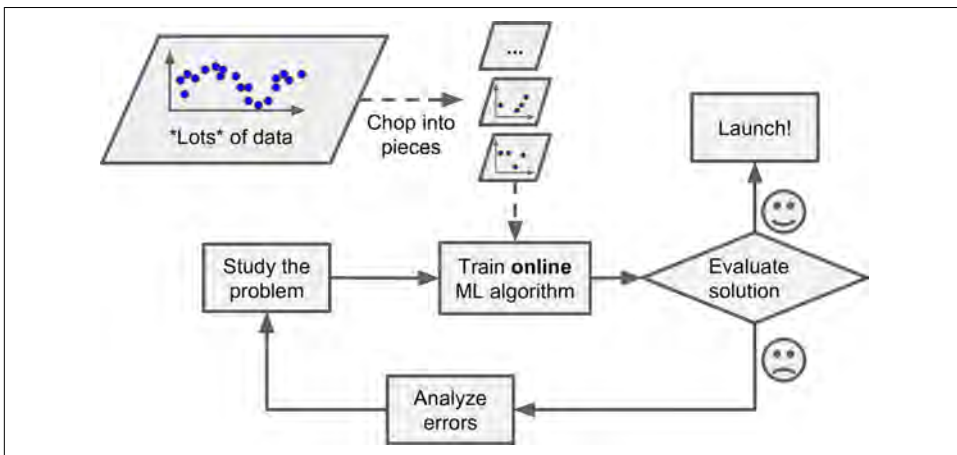 ...
*Lots* of data
Chop into
pieces
Launch!
Study the
problem
Train online
ML algorithm
Evaluate
solution
Analyze
errors